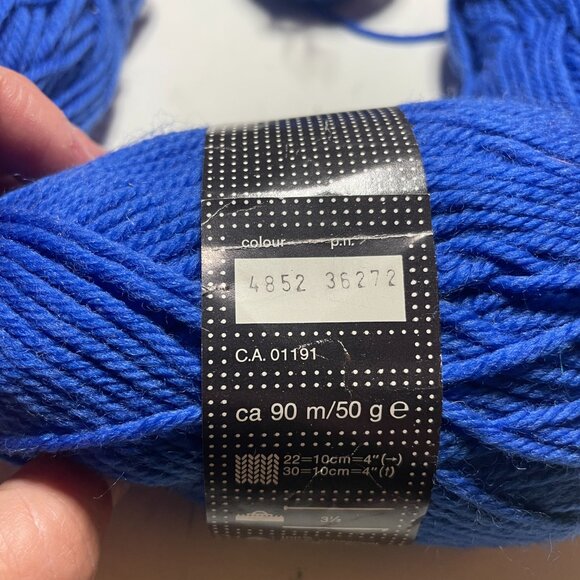 colour p.n.
4852 36272
C.A. 01191
ca 90 m/50 g e
22=10cm=4"(→)
30=10cm=4"(↑)
3½